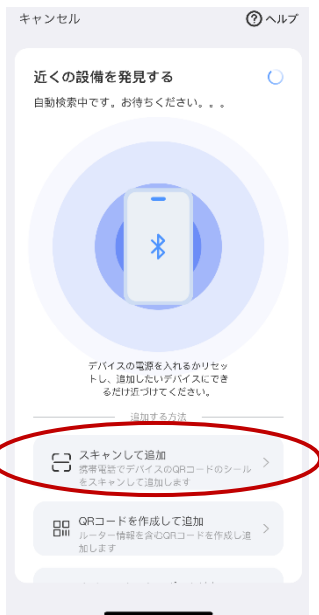 キャンセル
ヘルプ
近くの設備を発見する
自動検索中です。お待ちください。。。
デバイスの電源を入れるかリセッ
トし、追加したいデバイスにでき
るだけ近づけてください。
追加する方法
スキャンして追加
携帯電話でデバイスのQRコードのシール
をスキャンして追加します
QRコードを作成して追加
ルーター情報を含むQRコードを作成し追
加します